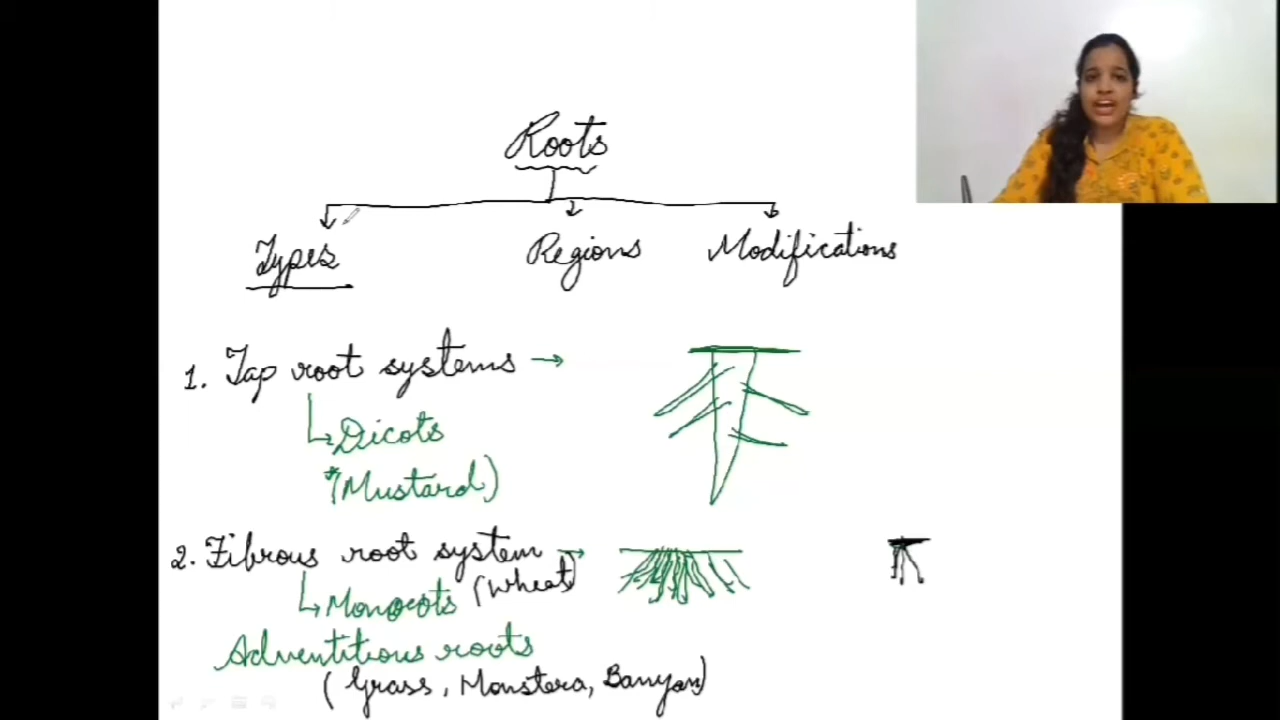 Roots
Types Regions Modifications
1. Tap root systems →
Dicots
*(Mustard)
2. Fibrous root system →
(Wheat)
Monocots
Adventitious roots
(Grass, Monstera, Banyan)